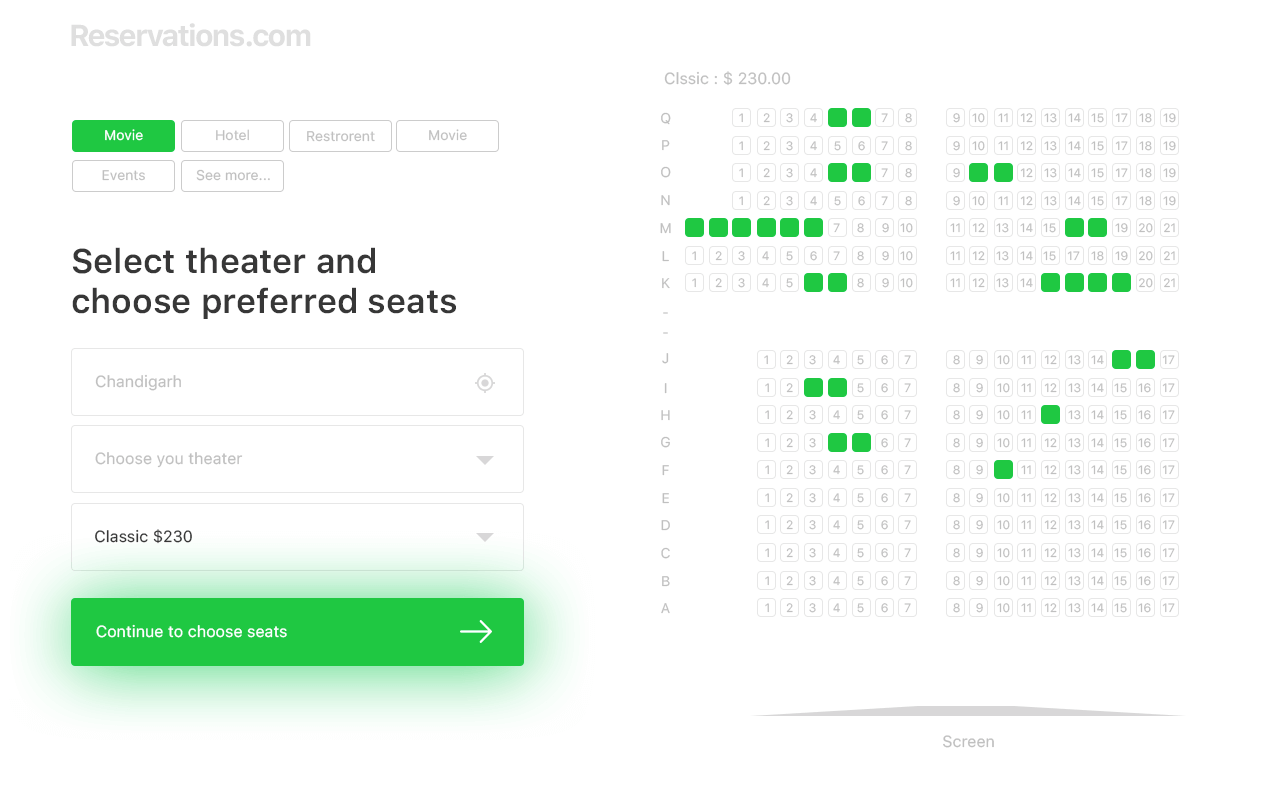 Reservations.com
Movie Hotel Restrorent Movie
Events See more...
Select theater and
choose preferred seats
Chandigarh
Choose you theater
Classic $230
Continue to choose seats
Clssic : $ 230.00
Q 1 2 3 4 7 8 9 10 11 12 13 14 15 17 18 19
P 1 2 3 4 5 6 7 8 9 10 11 12 13 14 15 17 18 19
O 1 2 3 4 7 8 9 12 13 14 15 17 18 19
N 1 2 3 4 5 6 7 8 9 10 11 12 13 14 15 17 18 19
M 7 8 9 10 11 12 13 14 15 19 20 21
L 1 2 3 4 5 6 7 8 9 10 11 12 13 14 15 17 18 19 20 21
K 1 2 3 4 5 8 9 10 11 12 13 14 20 21
-
-
J 1 2 3 4 5 6 7 8 9 10 11 12 13 14 17
I 1 2 5 6 7 8 9 10 11 12 13 14 15 16 17
H 1 2 3 4 5 6 7 8 9 10 11 13 14 15 16 17
G 1 2 3 6 7 8 9 10 11 12 13 14 15 16 17
F 1 2 3 4 5 6 7 8 9 11 12 13 14 15 16 17
E 1 2 3 4 5 6 7 8 9 10 11 12 13 14 15 16 17
D 1 2 3 4 5 6 7 8 9 10 11 12 13 14 15 16 17
C 1 2 3 4 5 6 7 8 9 10 11 12 13 14 15 16 17
B 1 2 3 4 5 6 7 8 9 10 11 12 13 14 15 16 17
A 1 2 3 4 5 6 7 8 9 10 11 12 13 14 15 16 17
Screen